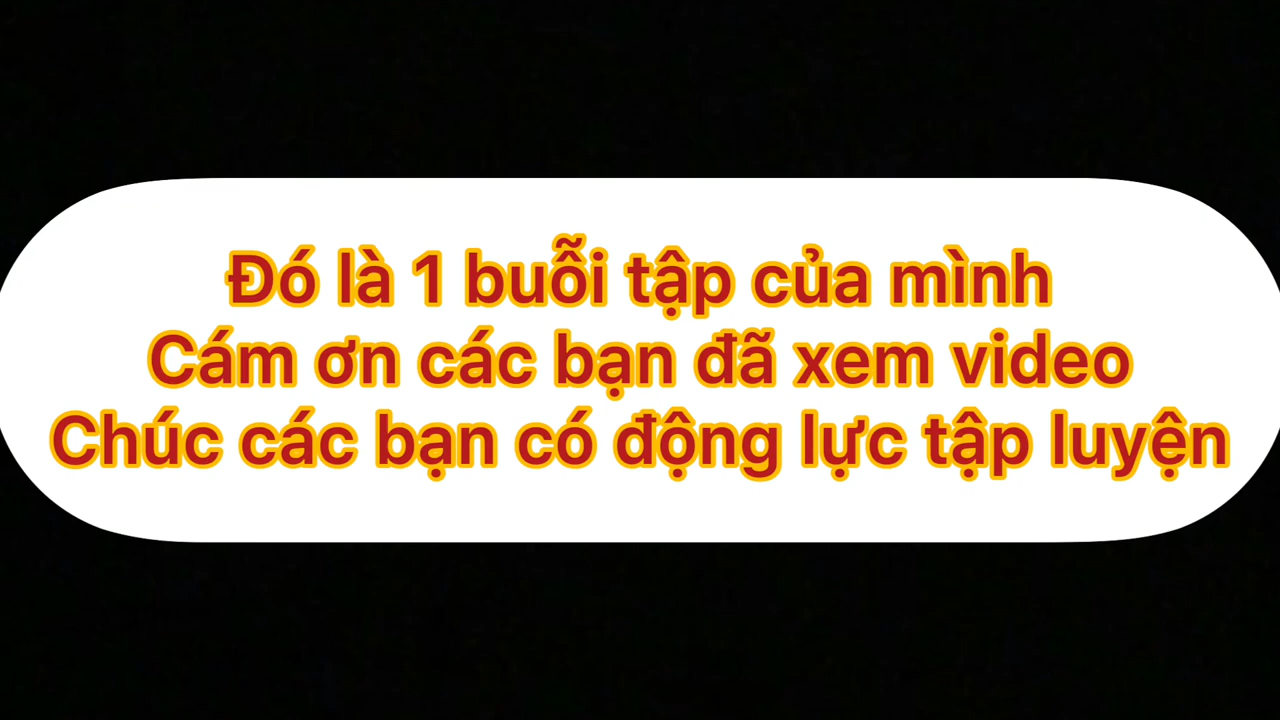 Đó là 1 buỗi tập của mình
Cám ơn các bạn đã xem video
Chúc các bạn có động lực tập luyện